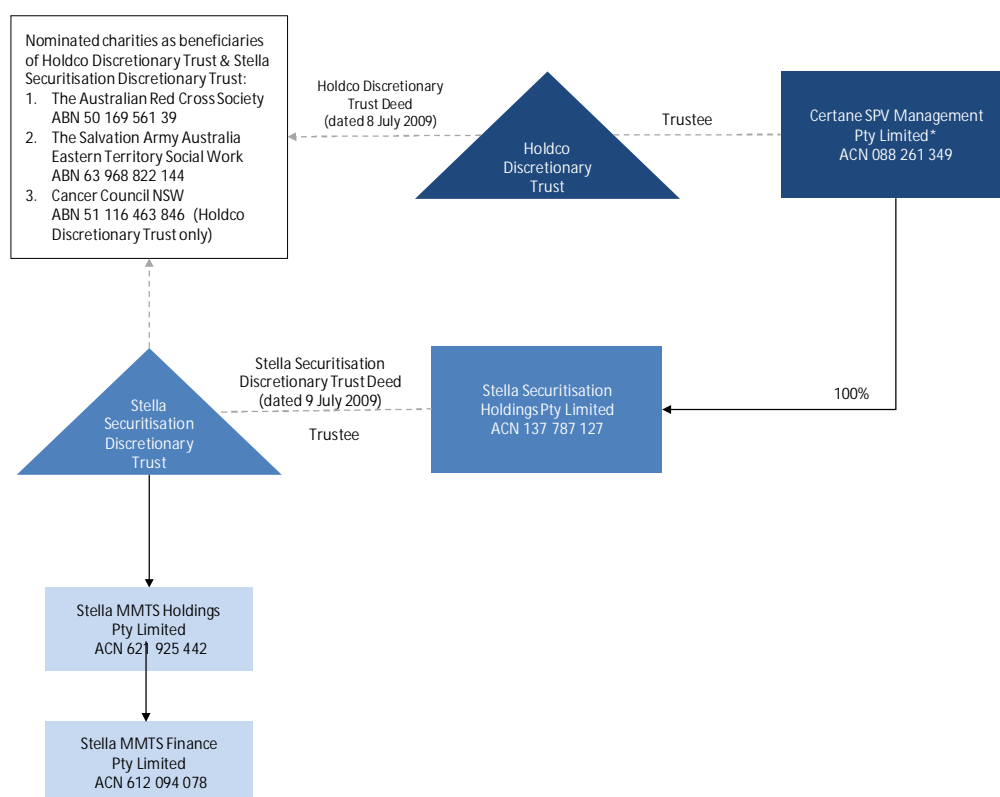 Nominated charities as beneficiaries
of Holdco Discretionary Trust & Stella
Securitisation Discretionary Trust:
1. The Australian Red Cross Society
ABN 50 169 561 39
2. The Salvation Army Australia
Eastern Territory Social Work
ABN 63 968 822 144
3. Cancer Council NSW
ABN 51 116 463 846 (Holdco
Discretionary Trust only)
Holdco Discretionary
Trust Deed
(dated 8 July 2009)
Holdco
Discretionary
Trust
Trustee
Certane SPV Management
Pty Limited*
ACN 088 261 349
Stella
Securitisation
Discretionary
Trust
Stella Securitisation
Discretionary Trust Deed
(dated 9 July 2009)
Trustee
Stella Securitisation
Holdings Pty Limited
ACN 137 787 127
100%
Stella MMTS Holdings
Pty Limited
ACN 621 925 442
Stella MMTS Finance
Pty Limited
ACN 612 094 078